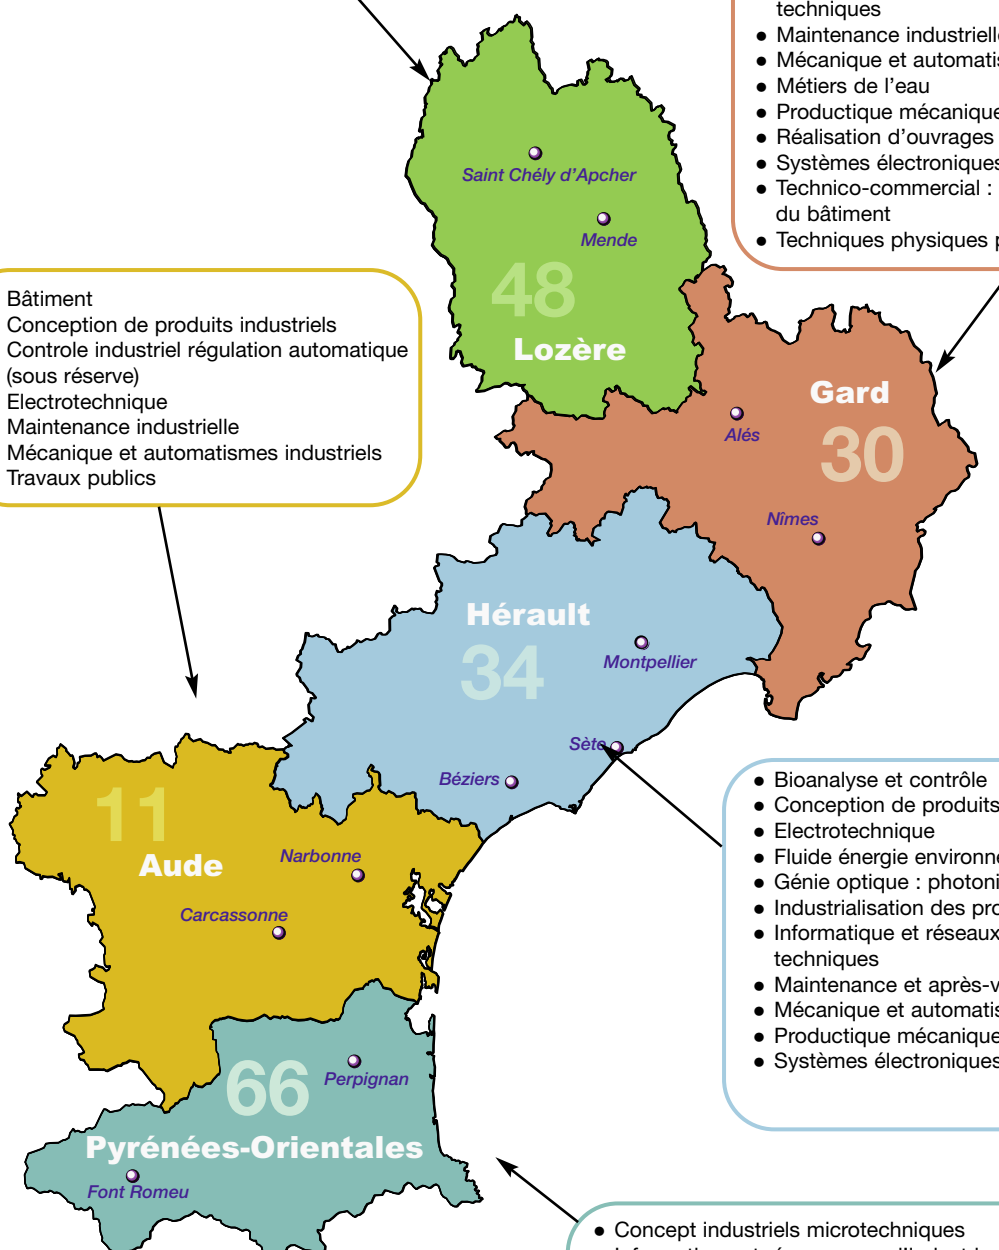 techniques
● Maintenance industrielle
● Mécanique et automatis
● Métiers de l'eau
● Productique mécanique
● Réalisation d'ouvrages
● Systèmes électroniques
● Technico-commercial :
du bâtiment
● Techniques physiques p
Saint Chély d'Apcher
Mende
48
Lozère
Bâtiment
Conception de produits industriels
Controle industriel régulation automatique
(sous réserve)
Electrotechnique
Maintenance industrielle
Mécanique et automatismes industriels
Travaux publics
Gard
30
Alés
Nîmes
Hérault
34
Montpellier
Sète
Béziers
11
Aude
Narbonne
Carcassonne
● Bioanalyse et contrôle
● Conception de produits
● Electrotechnique
● Fluide énergie environne
● Génie optique : photoni
● Industrialisation des pro
● Informatique et réseaux
techniques
● Maintenance et après-v
● Mécanique et automatis
● Productique mécanique
● Systèmes électroniques
66
Perpignan
Pyrénées-Orientales
Font Romeu
● Concept industriels microtechniques